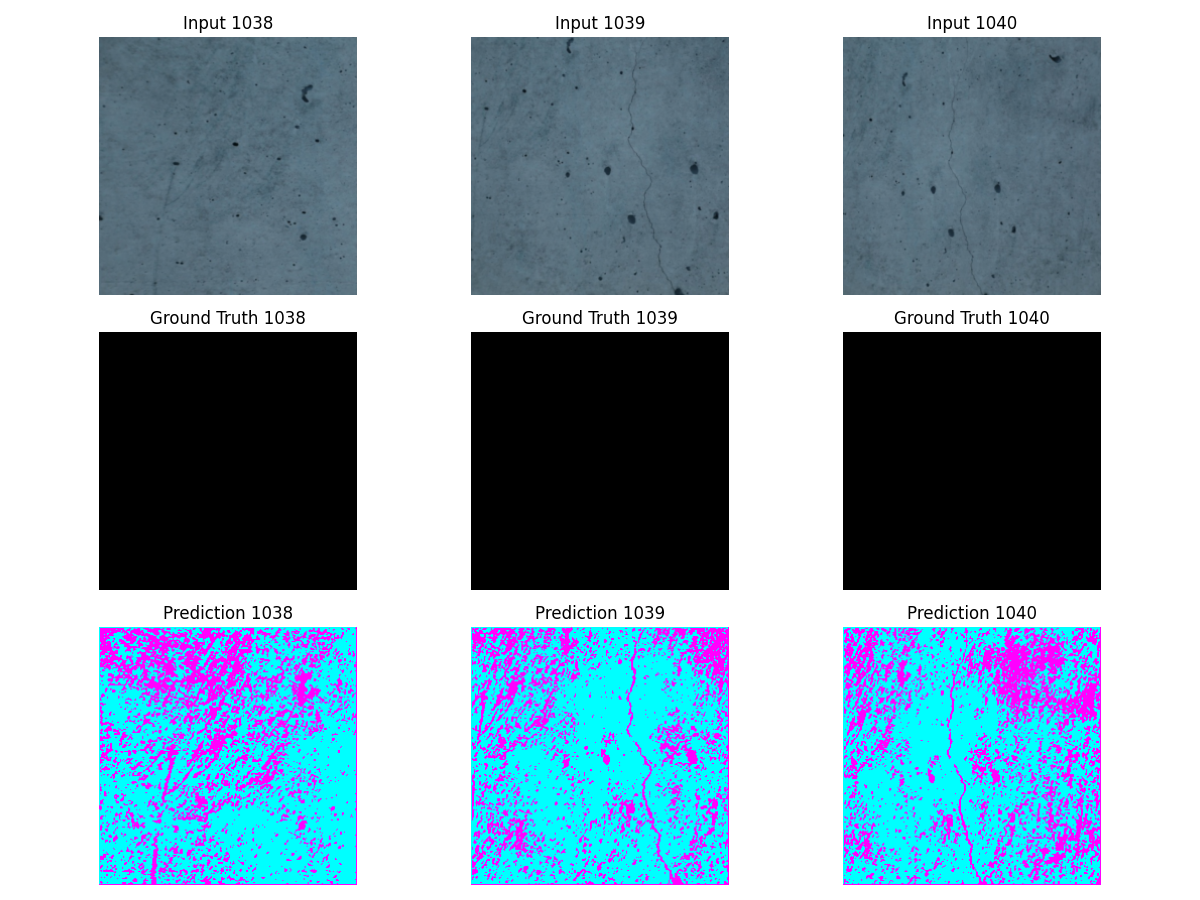 Input 1038
Input 1039
Input 1040
Ground Truth 1038
Ground Truth 1039
Ground Truth 1040
Prediction 1038
Prediction 1039
Prediction 1040